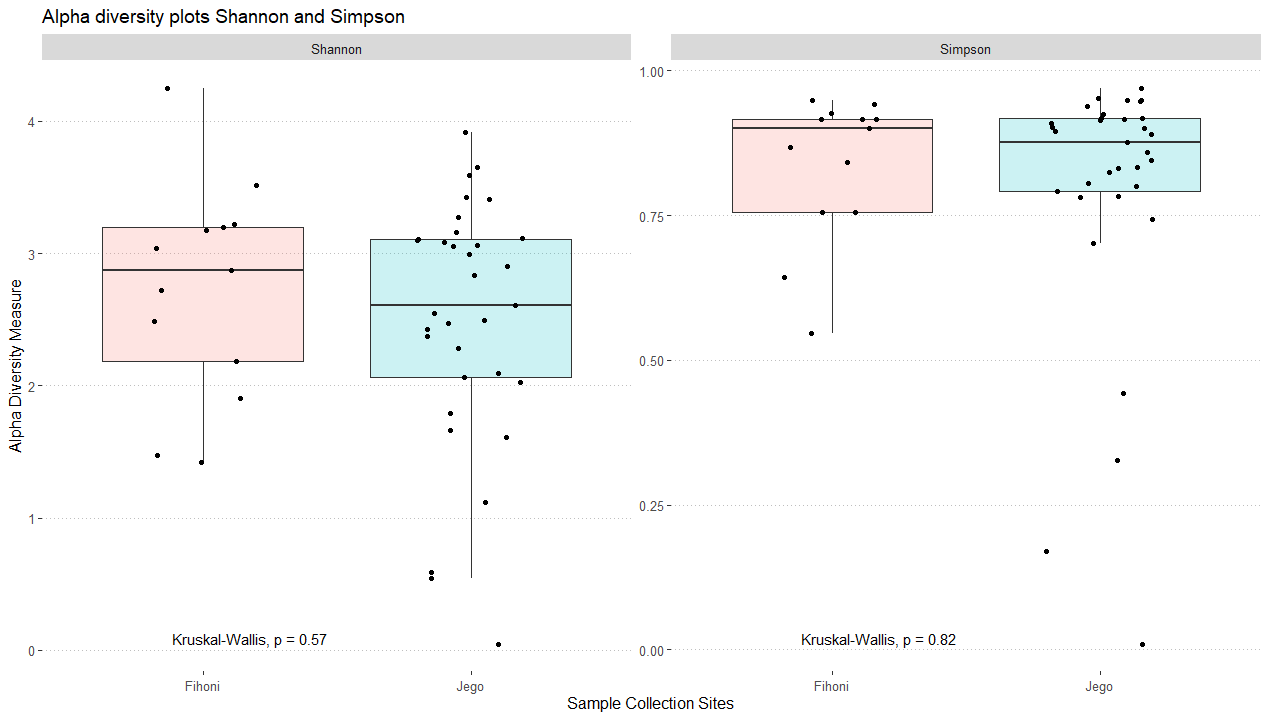 Alpha diversity plots Shannon and Simpson
Shannon
Simpson
Alpha Diversity Measure
4
3
2
1
0
1.00
0.75
0.50
0.25
0.00
Kruskal-Wallis, p = 0.57
Kruskal-Wallis, p = 0.82
Fihoni
Jego
Fihoni
Jego
Sample Collection Sites